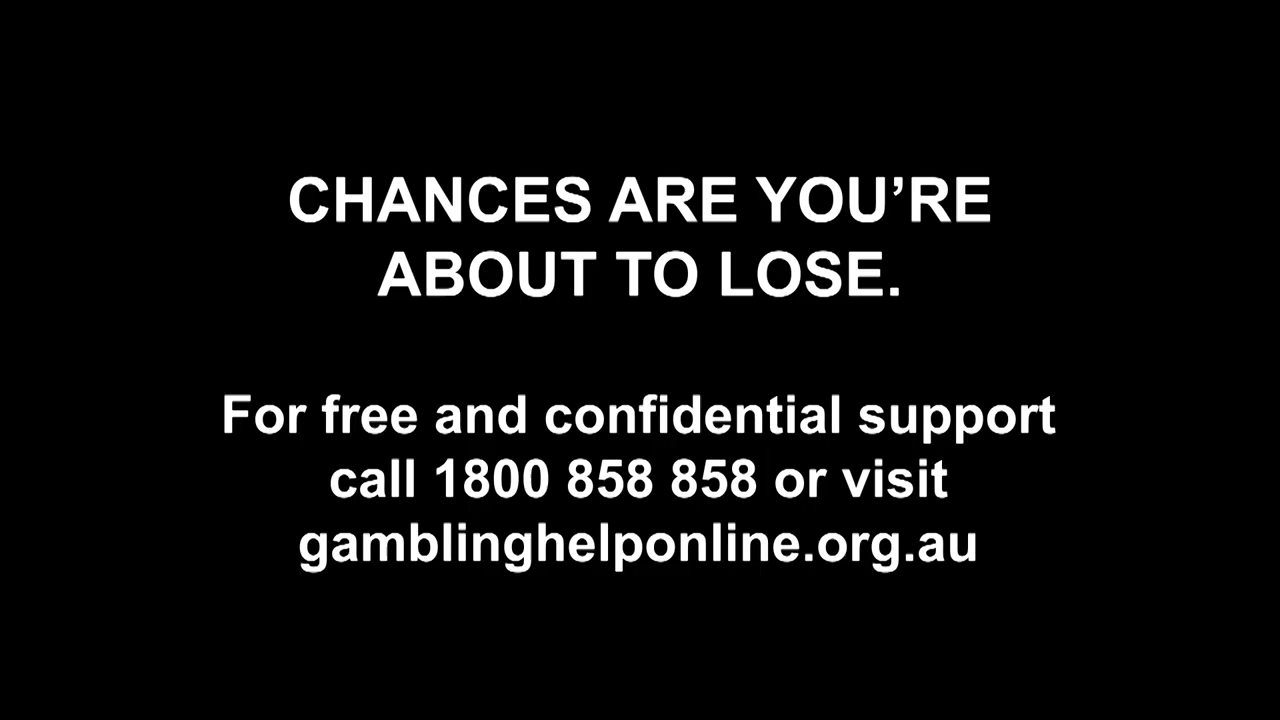 CHANCES ARE YOU’RE
ABOUT TO LOSE.
For free and confidential support
call 1800 858 858 or visit
gamblinghelponline.org.au